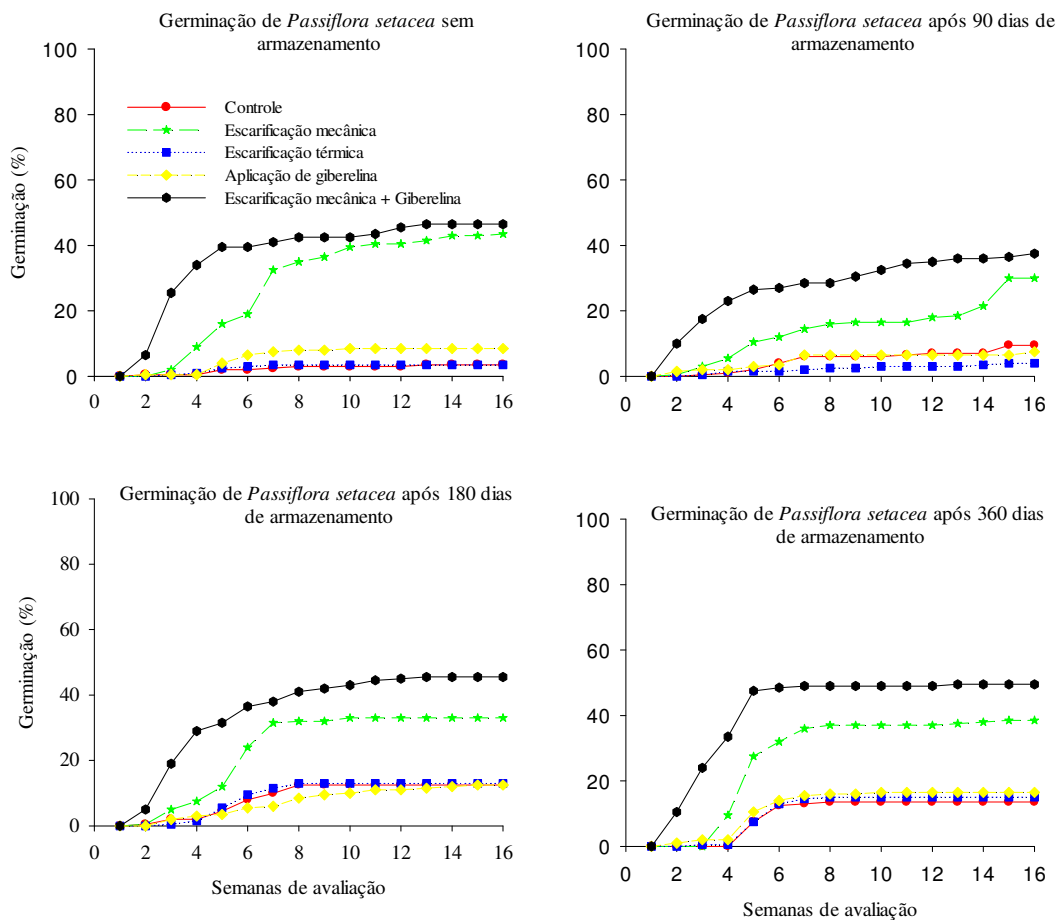 Germinação de Passiflora setacea sem
armazenamento
100
80
60
40
20
0
Germinação (%)
Controle
Escarificação mecânica
Escarificação térmica
Aplicação de giberelina
Escarificação mecânica + Giberelina
0 2 4 6 8 10 12 14 16
Germinação de Passiflora setacea após 90 dias de
armazenamento
100
80
60
40
20
0
0 2 4 6 8 10 12 14 16
Germinação de Passiflora setacea após 180 dias
de armazenamento
100
80
60
40
20
0
Germinação (%)
0 2 4 6 8 10 12 14 16
Semanas de avaliação
Germinação de Passiflora setacea após 360 dias
de armazenamento
100
80
60
40
20
0
0 2 4 6 8 10 12 14 16
Semanas de avaliação